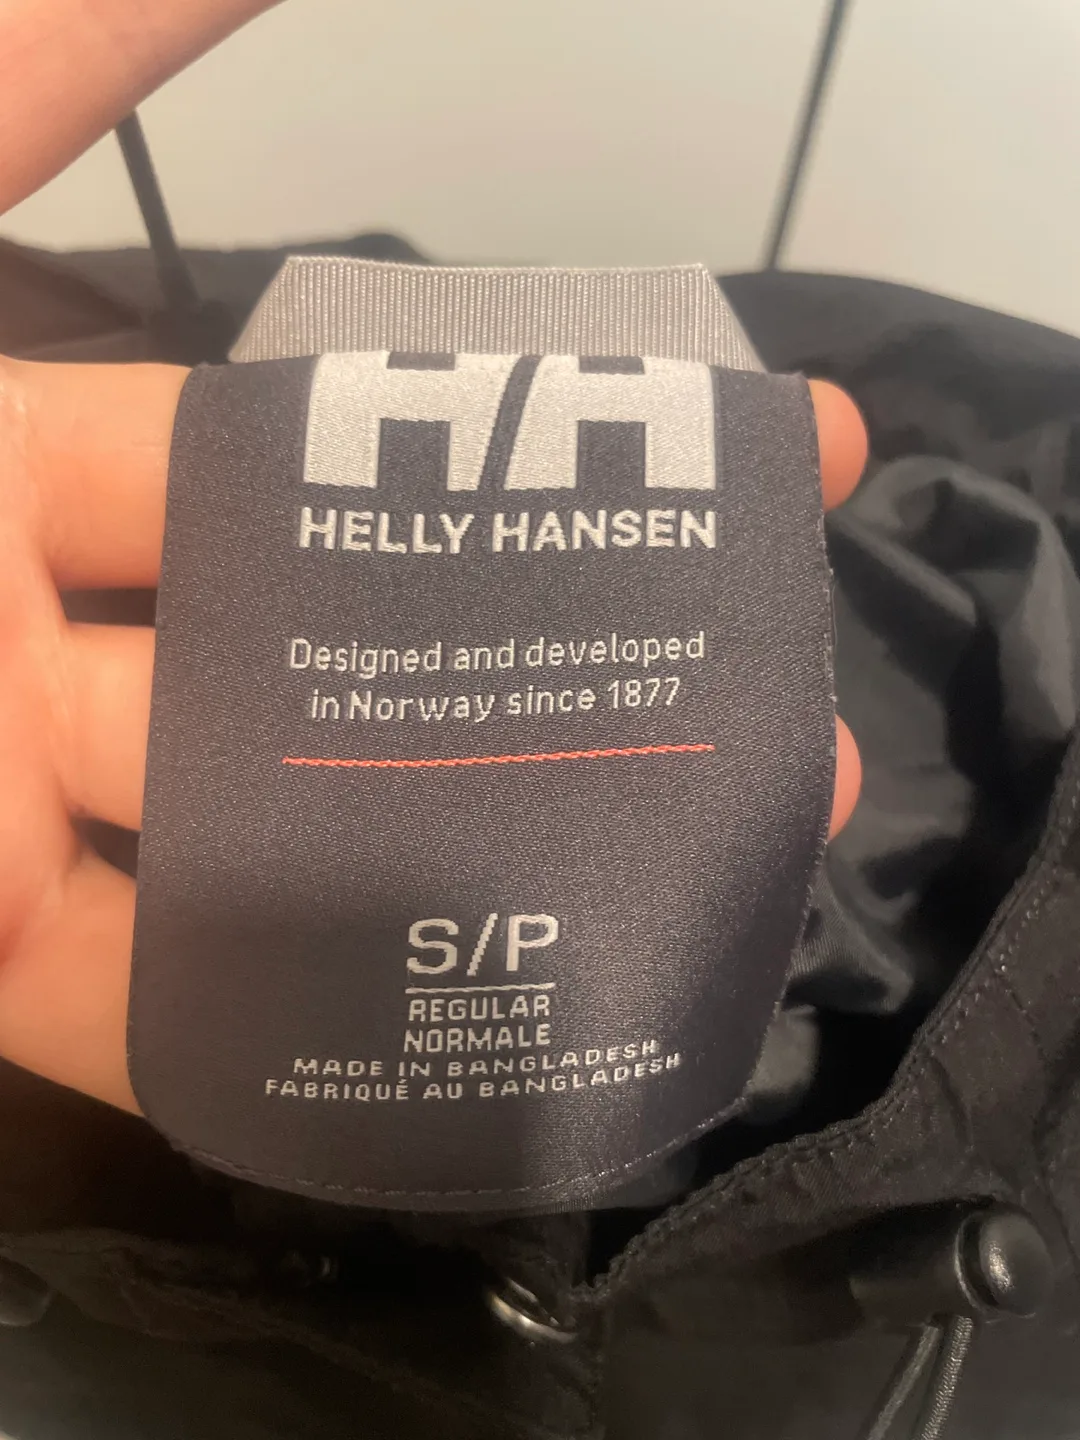 HH
HELLY HANSEN
Designed and developed
in Norway since 1877
S/P
REGULAR
NORMALE
MADE IN BANGLADESH
FABRIQUÉ AU BANGLADESH